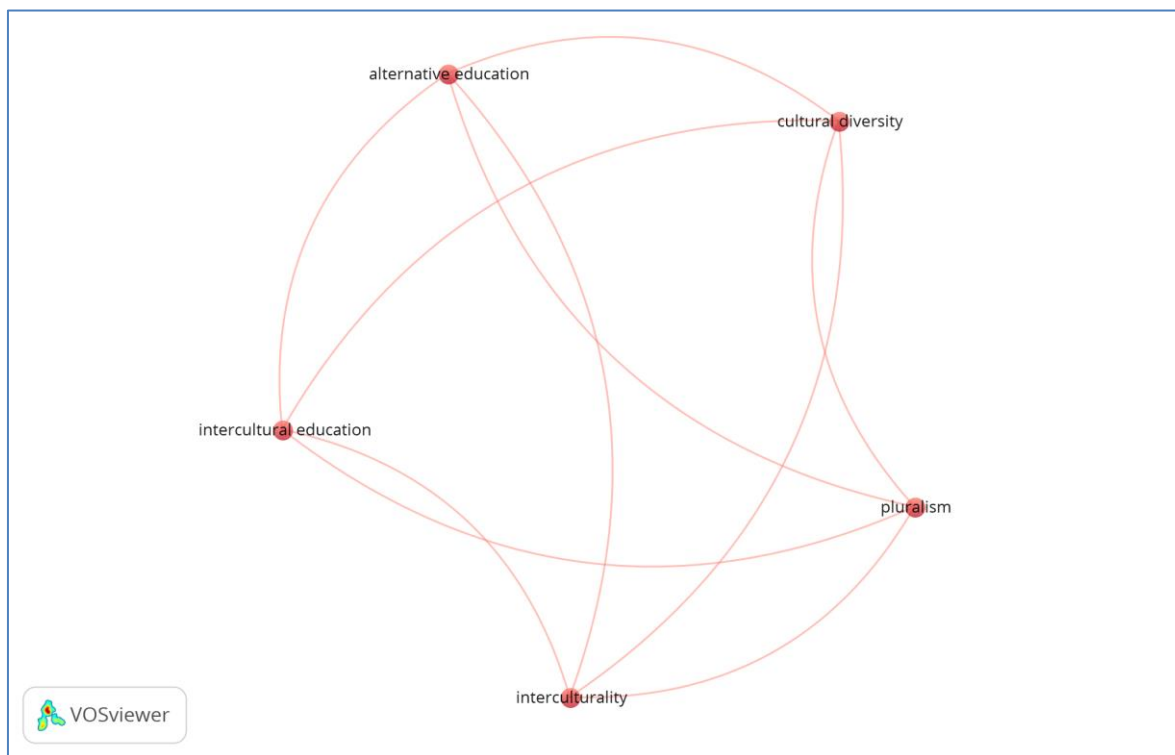 alternative education
cultural diversity
intercultural education
pluralism
interculturality
VOSviewer